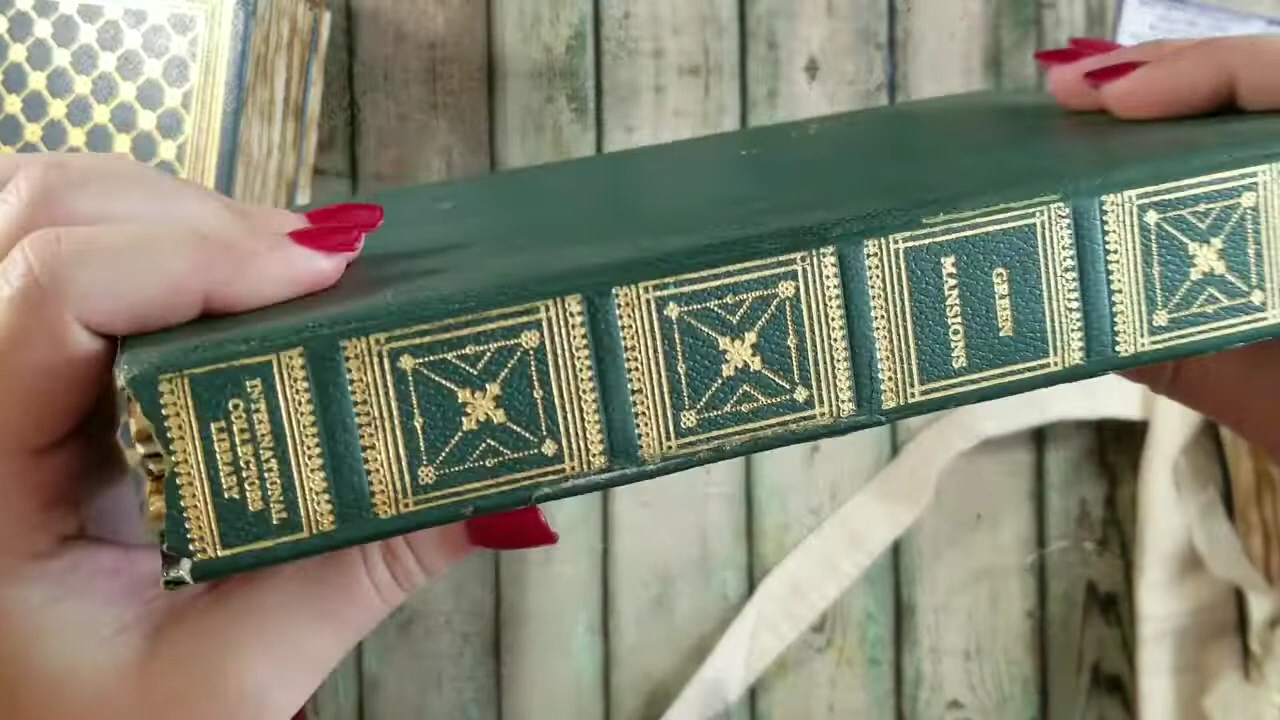 GREEN
MANSIONS
INTERNATIONAL
COLLECTORS
LIBRARY